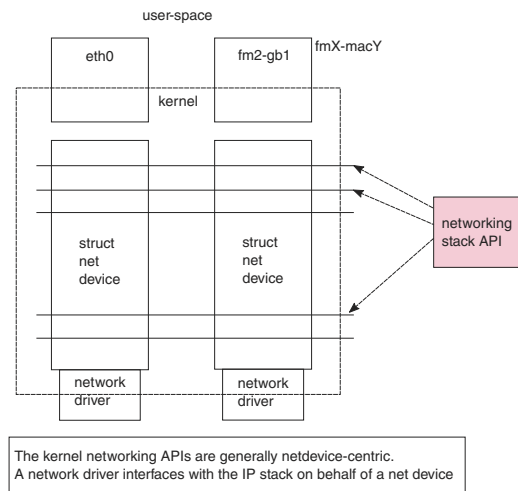 user-space
eth0
fm2-gb1
fmX-macY
kernel
struct
net
device
struct
net
device
networking
stack API
network
driver
network
driver
The kernel networking APIs are generally netdevice-centric.
A network driver interfaces with the IP stack on behalf of a net device